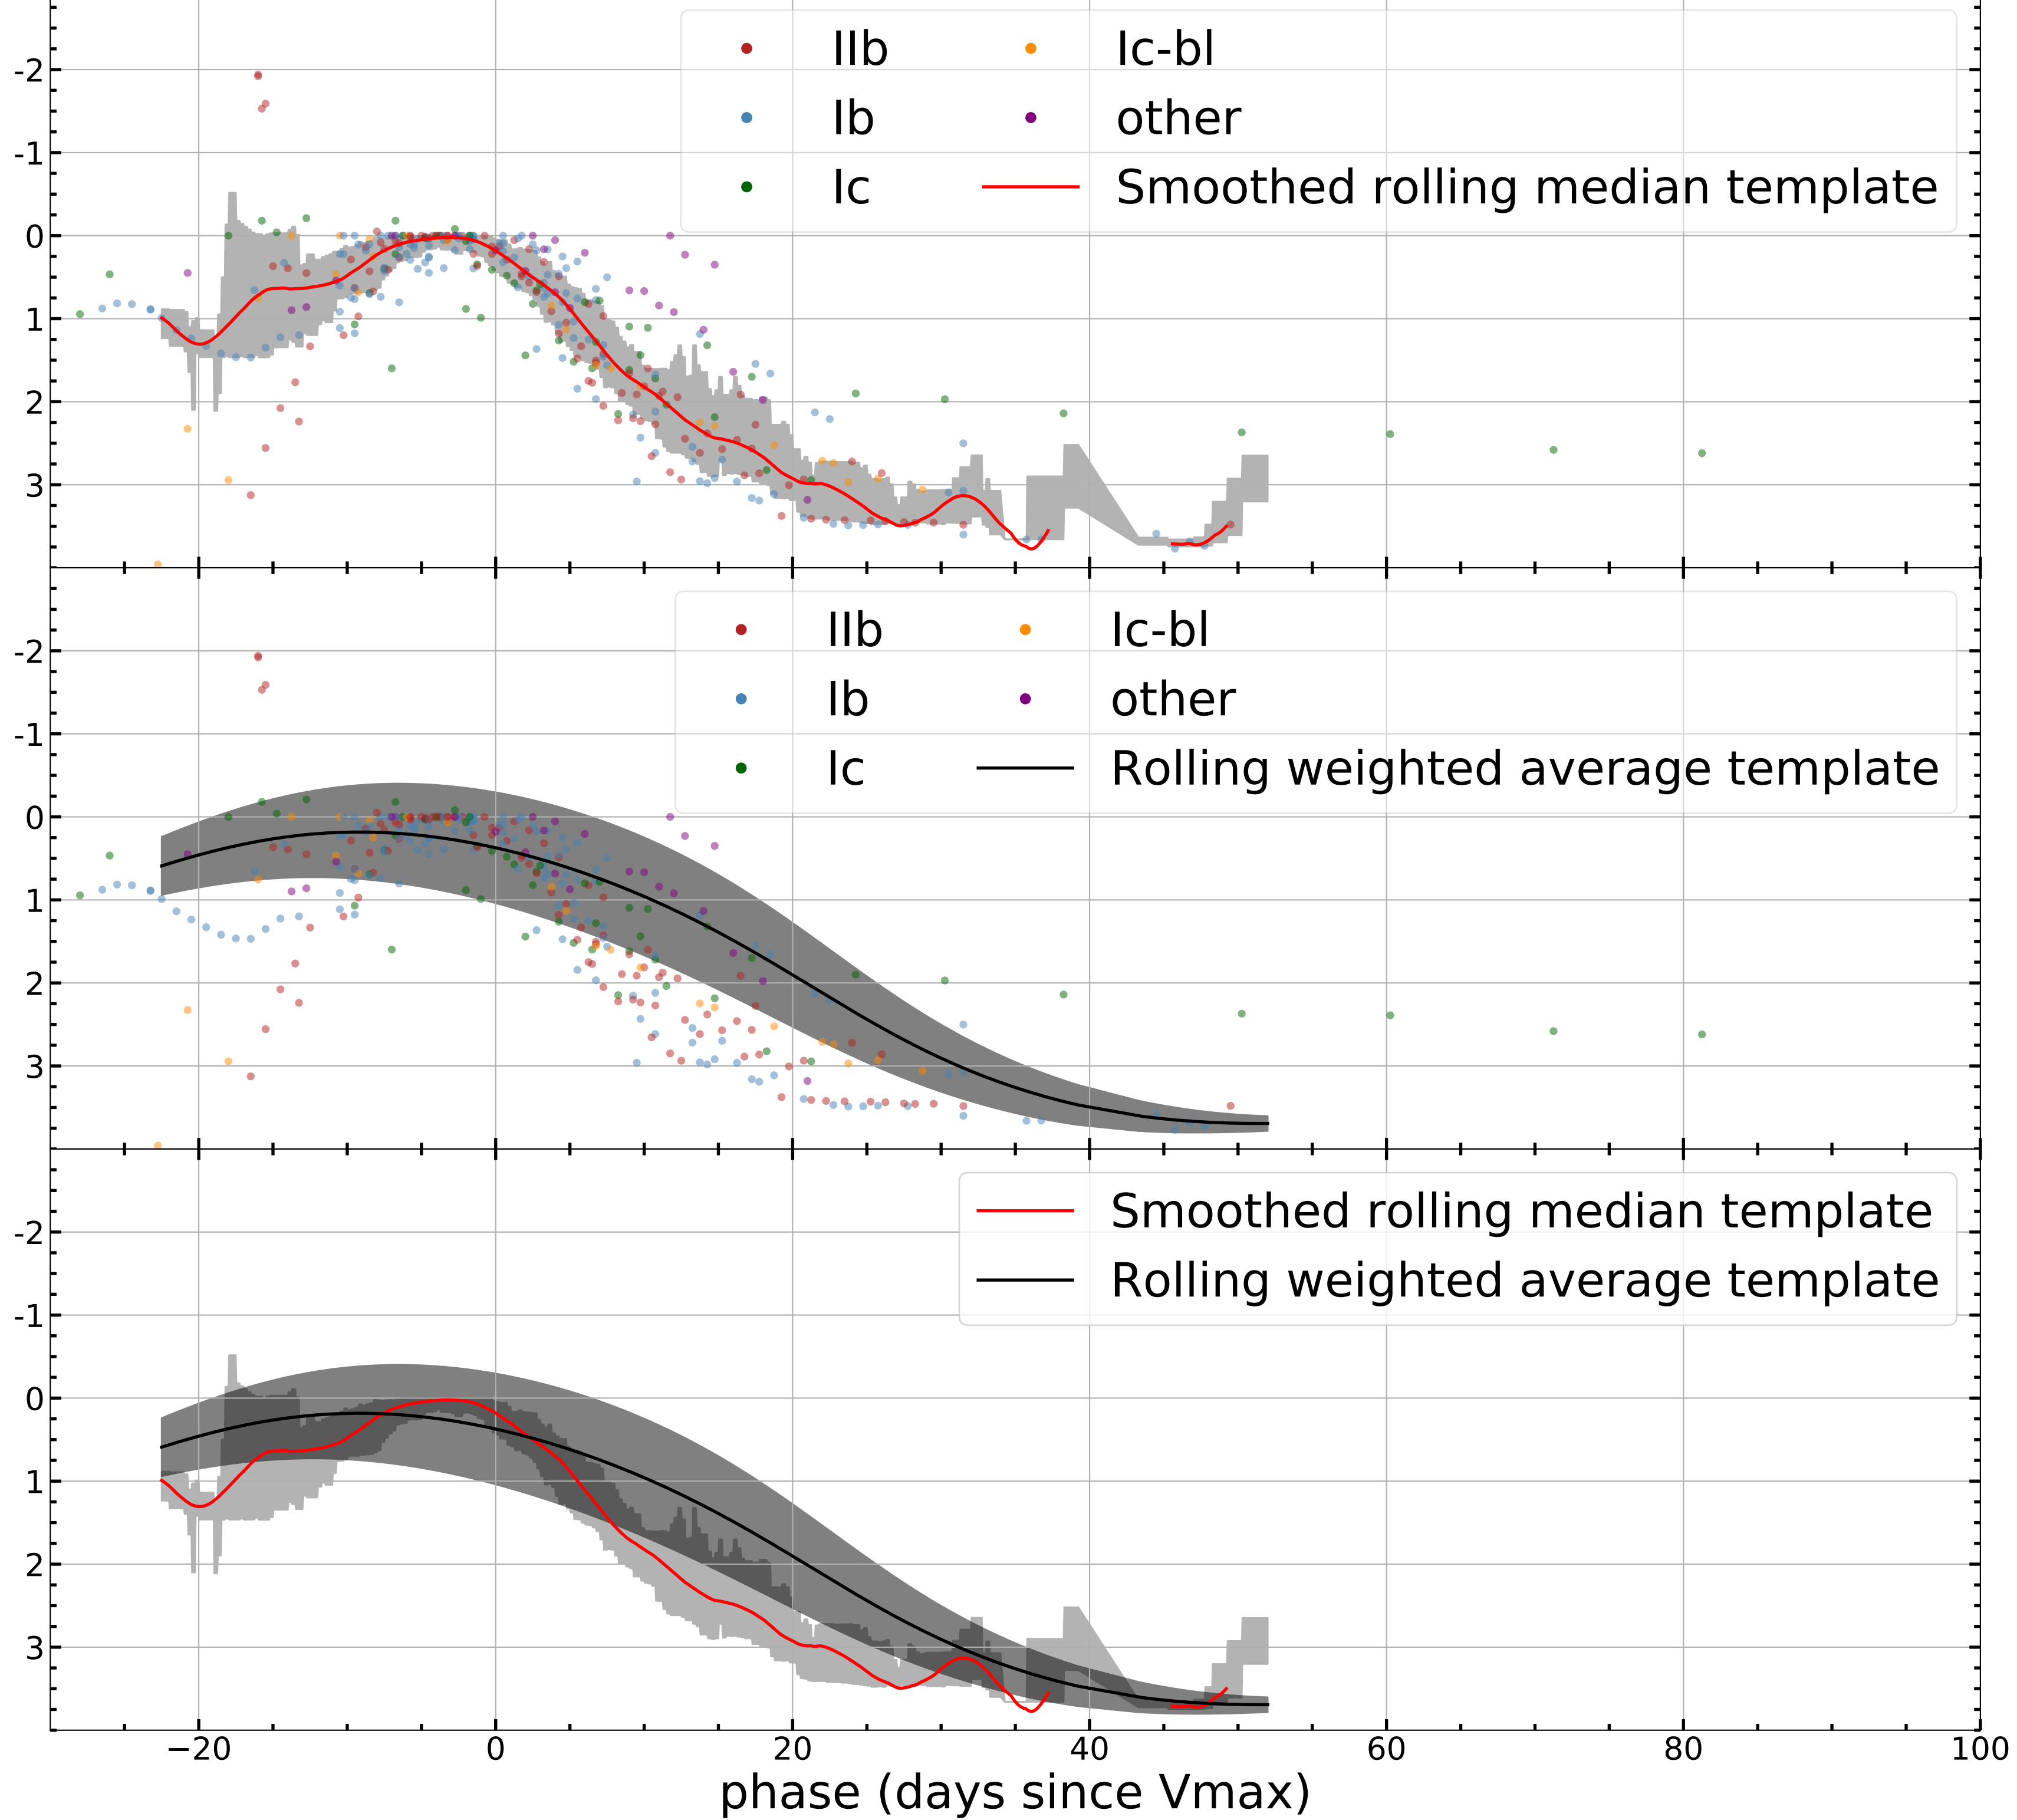 -2
-1
0
1
2
3
IIb
Ib
Ic
Ic-bl
other
Smoothed rolling median template
-2
-1
0
1
2
3
IIb
Ib
Ic
Ic-bl
other
Rolling weighted average template
-2
-1
0
1
2
3
Smoothed rolling median template
Rolling weighted average template
−20 0 20 40 60 80 100
phase (days since Vmax)